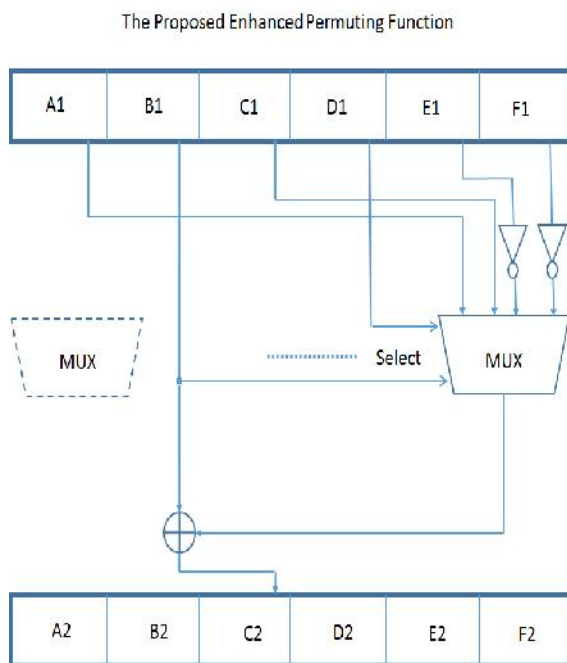 The Proposed Enhanced Permuting Function
A1 B1 C1 D1 E1 F1
MUX
Select
MUX
A2 B2 C2 D2 E2 F2